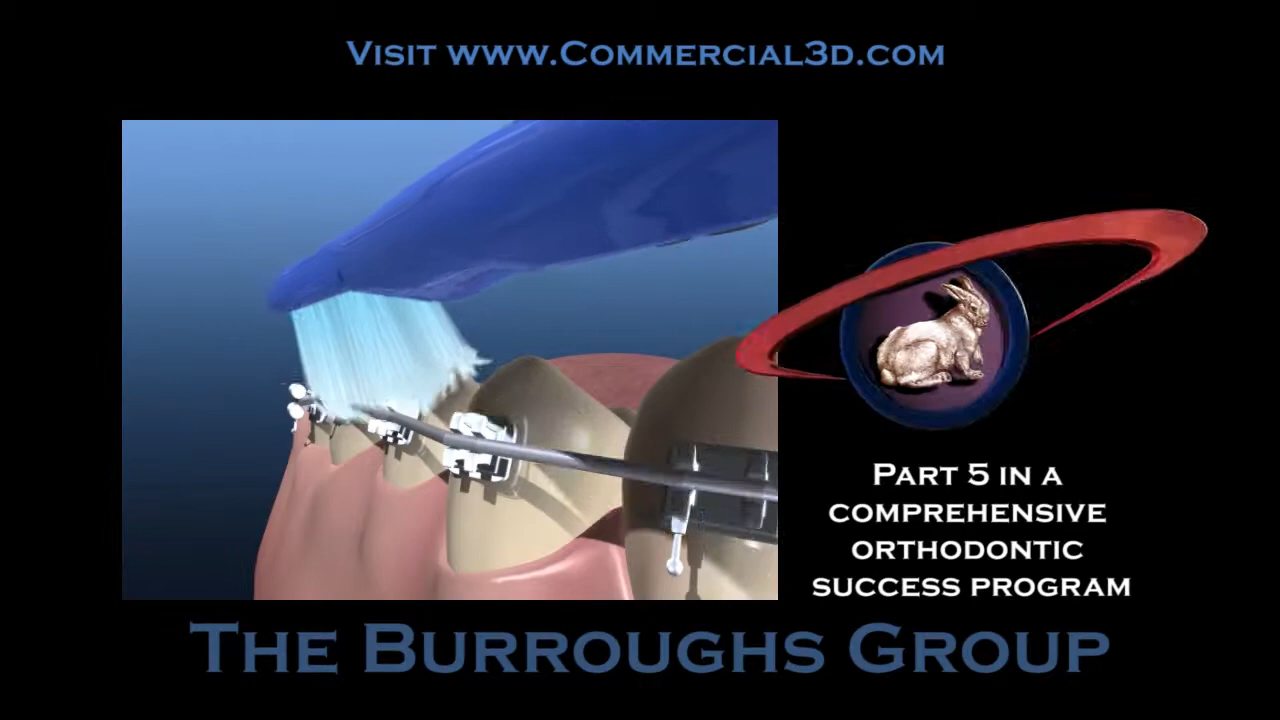 VISIT WWW.COMMERCIAL3D.COM
PART 5 IN A
COMPREHENSIVE
ORTHODONTIC
SUCCESS PROGRAM
THE BURROUGHS GROUP